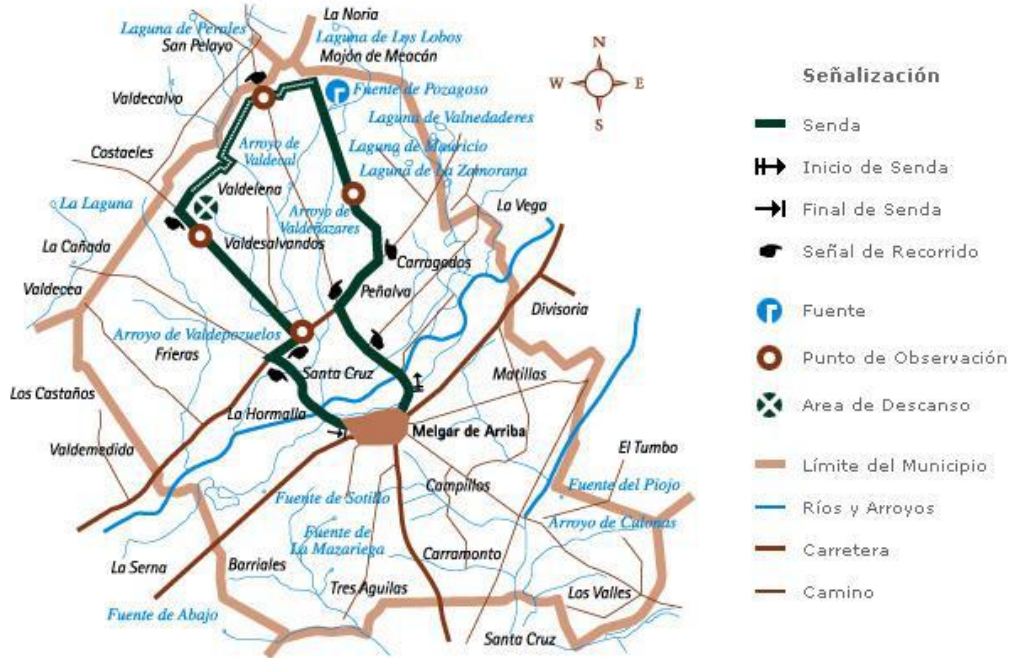 La Noria
Laguna de Perales
San Pelayo
Laguna de Los Lobos
Mojón de Meacán
Valdecalvo
Fuente de Pozagoso
Laguna de Valnedaderes
Laguna de Mauricio
Laguna de La Zamorana
Costaeles
Arroyo de
Valdecal
Valdelena
La Laguna
Arroyo de
Valdeñazares
La Vega
La Cañada
Valdesalvandos
Carragodos
Valdecea
Peñalva
Divisoria
Arroyo de Valdepozuelos
Frieras
Santa Cruz
Matillas
Los Castaños
La Hormalla
Melgar de Arriba
Valdemedida
El Tumbo
Campillos
Fuente del Piojo
Fuente de Sotillo
Arroyo de Culonas
Fuente de
La Mazariega
Carramonto
La Serna
Barriales
Tres Aguilas
Los Valles
Fuente de Abajo
Santa Cruz
N
W
E
S
Señalización
Senda
Inicio de Senda
Final de Senda
Señal de Recorrido
Fuente
Punto de Observación
Area de Descanso
Límite del Municipio
Ríos y Arroyos
Carretera
Camino